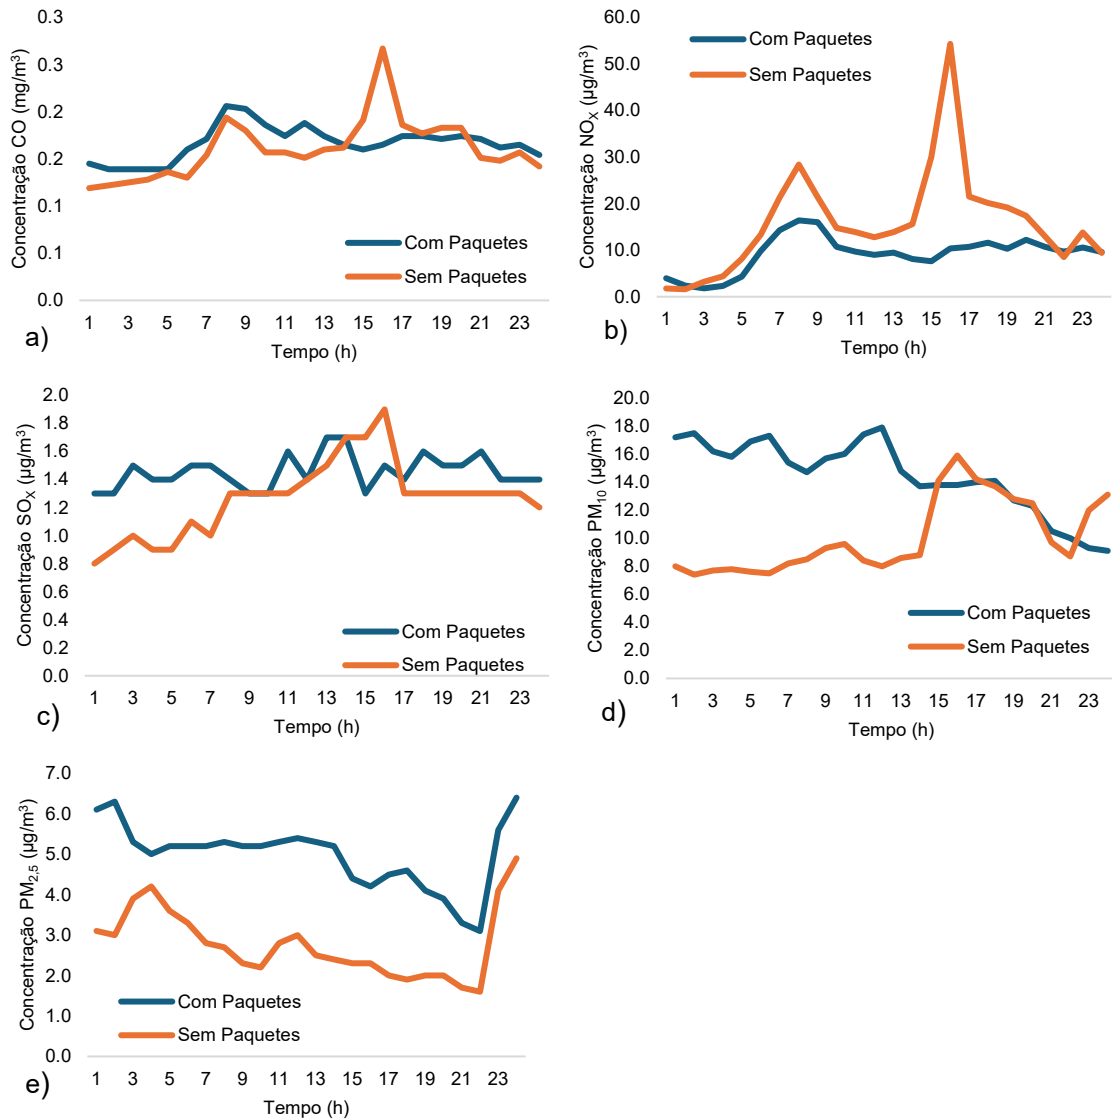 Concentração CO (mg/m³)
0.3
0.3
0.2
0.2
0.1
0.1
0.0
Com Paquetes
Sem Paquetes
1 3 5 7 9 11 13 15 17 19 21 23
Tempo (h)
a)
Concentração NOX (µg/m³)
60.0
50.0
40.0
30.0
20.0
10.0
0.0
Com Paquetes
Sem Paquetes
1 3 5 7 9 11 13 15 17 19 21 23
Tempo (h)
b)
Concentração SOX (µg/m³)
2.0
1.8
1.6
1.4
1.2
1.0
0.8
0.6
0.4
0.2
0.0
Com Paquetes
Sem Paquetes
1 3 5 7 9 11 13 15 17 19 21 23
Tempo (h)
c)
Concentração PM10 (µg/m³)
20.0
18.0
16.0
14.0
12.0
10.0
8.0
6.0
4.0
2.0
0.0
Com Paquetes
Sem Paquetes
1 3 5 7 9 11 13 15 17 19 21 23
Tempo (h)
d)
Concentração PM2,5 (µg/m³)
7.0
6.0
5.0
4.0
3.0
2.0
1.0
0.0
Com Paquetes
Sem Paquetes
1 3 5 7 9 11 13 15 17 19 21 23
Tempo (h)
e)